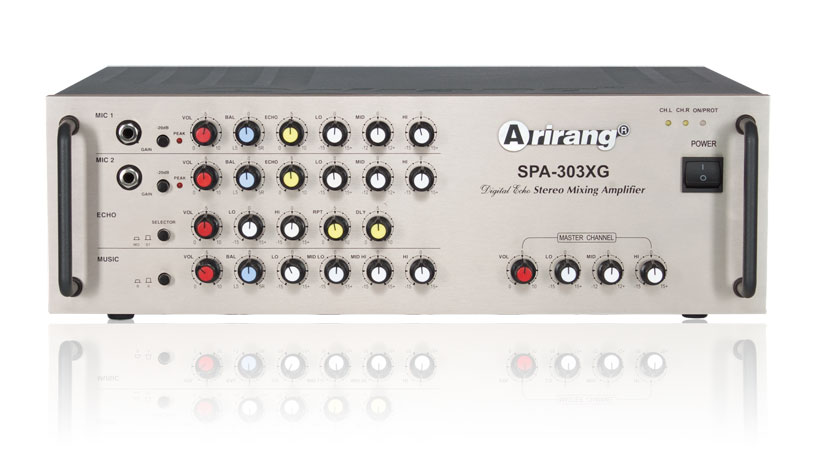 MIC 1
-20dB
GAIN
PEAK
VOL BAL ECHO LO MID HI
MIC 2
-20dB
GAIN
PEAK
VOL BAL ECHO LO MID HI
ECHO
SELECTOR
VOL LO HI RPT DLY
MUSIC
VOL BAL LO MID LO MID HI HI
Arirang®
SPA-303XG
Digital Echo Stereo Mixing Amplifier
CH.L CH.R ON/PROT
POWER
I
O
MASTER CHANNEL
VOL LO MID HI